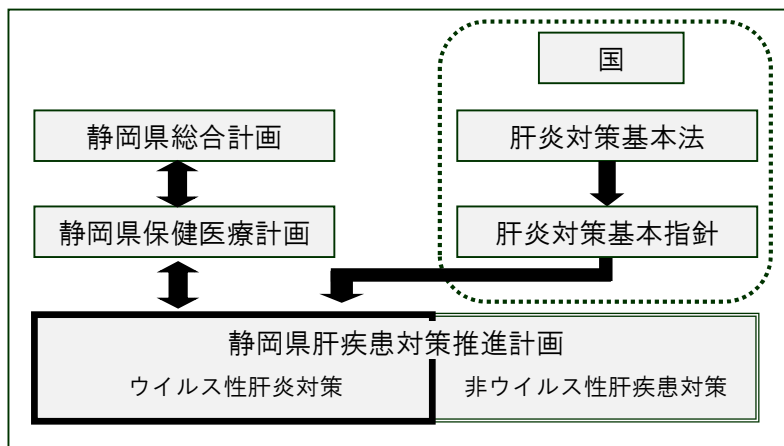 国
静岡県総合計画
肝炎対策基本法
静岡県保健医療計画
肝炎対策基本指針
静岡県肝疾患対策推進計画
ウイルス性肝炎対策
非ウイルス性肝疾患対策